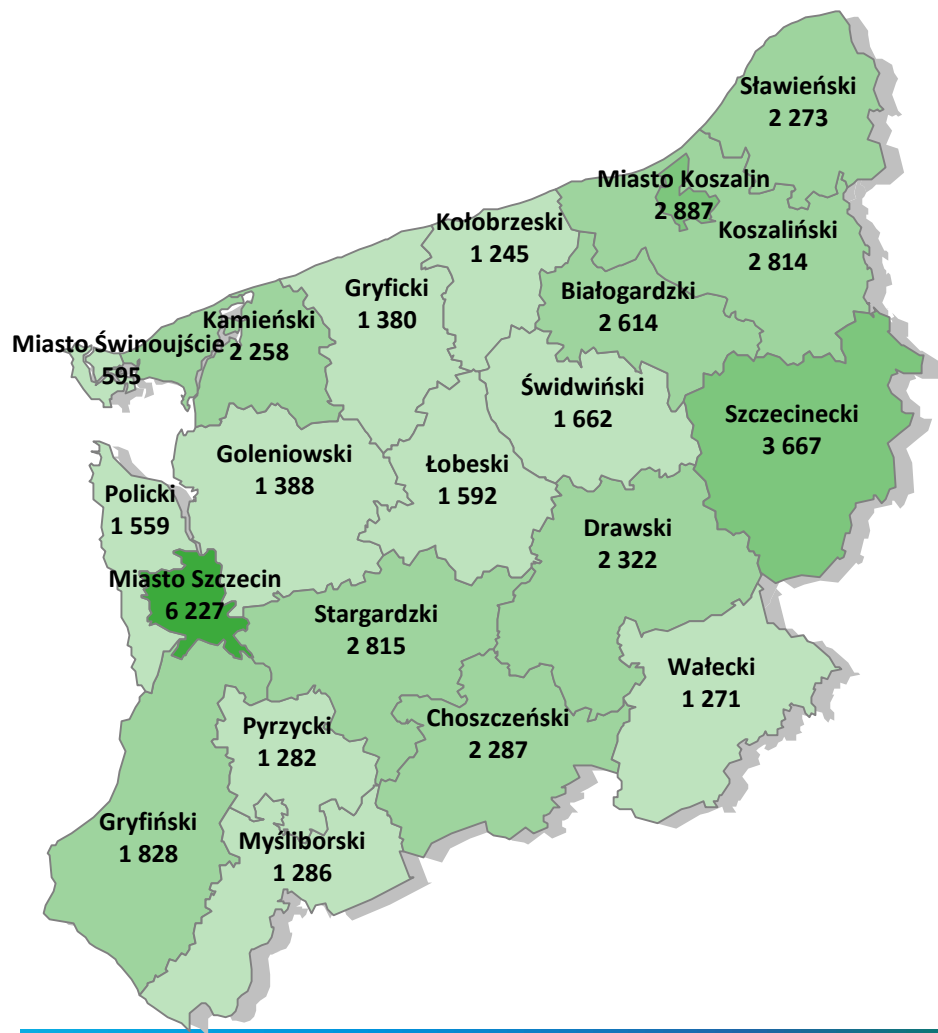 Sławieński
2 273
Miasto Koszalin
2 887
Koszaliński
2 814
Kołobrzeski
1 245
Gryficki
1 380
Białogardzki
2 614
Kamieński
2 258
Miasto Świnoujście
595
Świdwiński
1 662
Szczecinecki
3 667
Goleniowski
1 388
Łobeski
1 592
Policki
1 559
Drawski
2 322
Miasto Szczecin
6 227
Stargardzki
2 815
Wałecki
1 271
Choszczeński
2 287
Pyrzycki
1 282
Gryfiński
1 828
Myśliborski
1 286